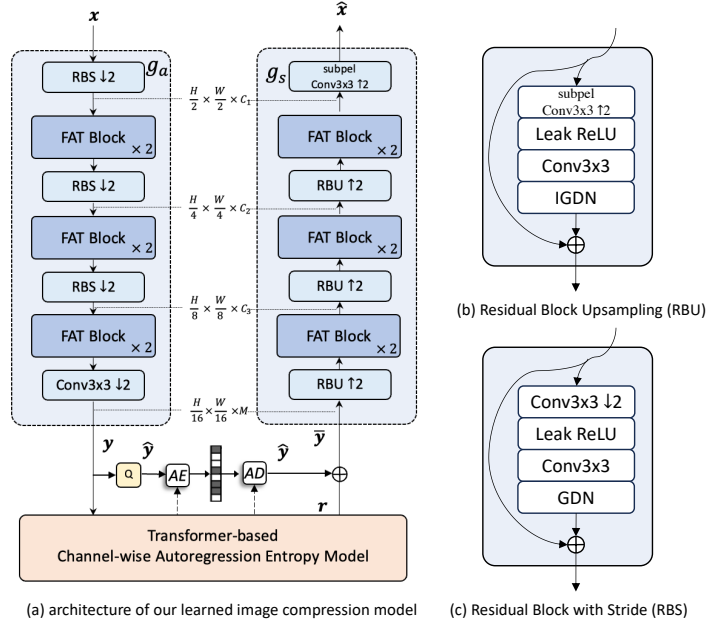 x
g_a
RBS ↓2
FAT Block
× 2
RBS ↓2
FAT Block
× 2
RBS ↓2
FAT Block
× 2
Conv3x3 ↓2
H/2 × W/2 × C_1
H/4 × W/4 × C_2
H/8 × W/8 × C_3
H/16 × W/16 × M
x̂
g_s
subpel
Conv3x3 ↑2
FAT Block
× 2
RBU ↑2
FAT Block
× 2
RBU ↑2
FAT Block
× 2
RBU ↑2
y
ŷ
ŷ
ȳ
Q
AE
AD
r
Transformer-based
Channel-wise Autoregression Entropy Model
(a) architecture of our learned image compression model
subpel
Conv3x3 ↑2
Leak ReLU
Conv3x3
IGDN
(b) Residual Block Upsampling (RBU)
Conv3x3 ↓2
Leak ReLU
Conv3x3
GDN
(c) Residual Block with Stride (RBS)